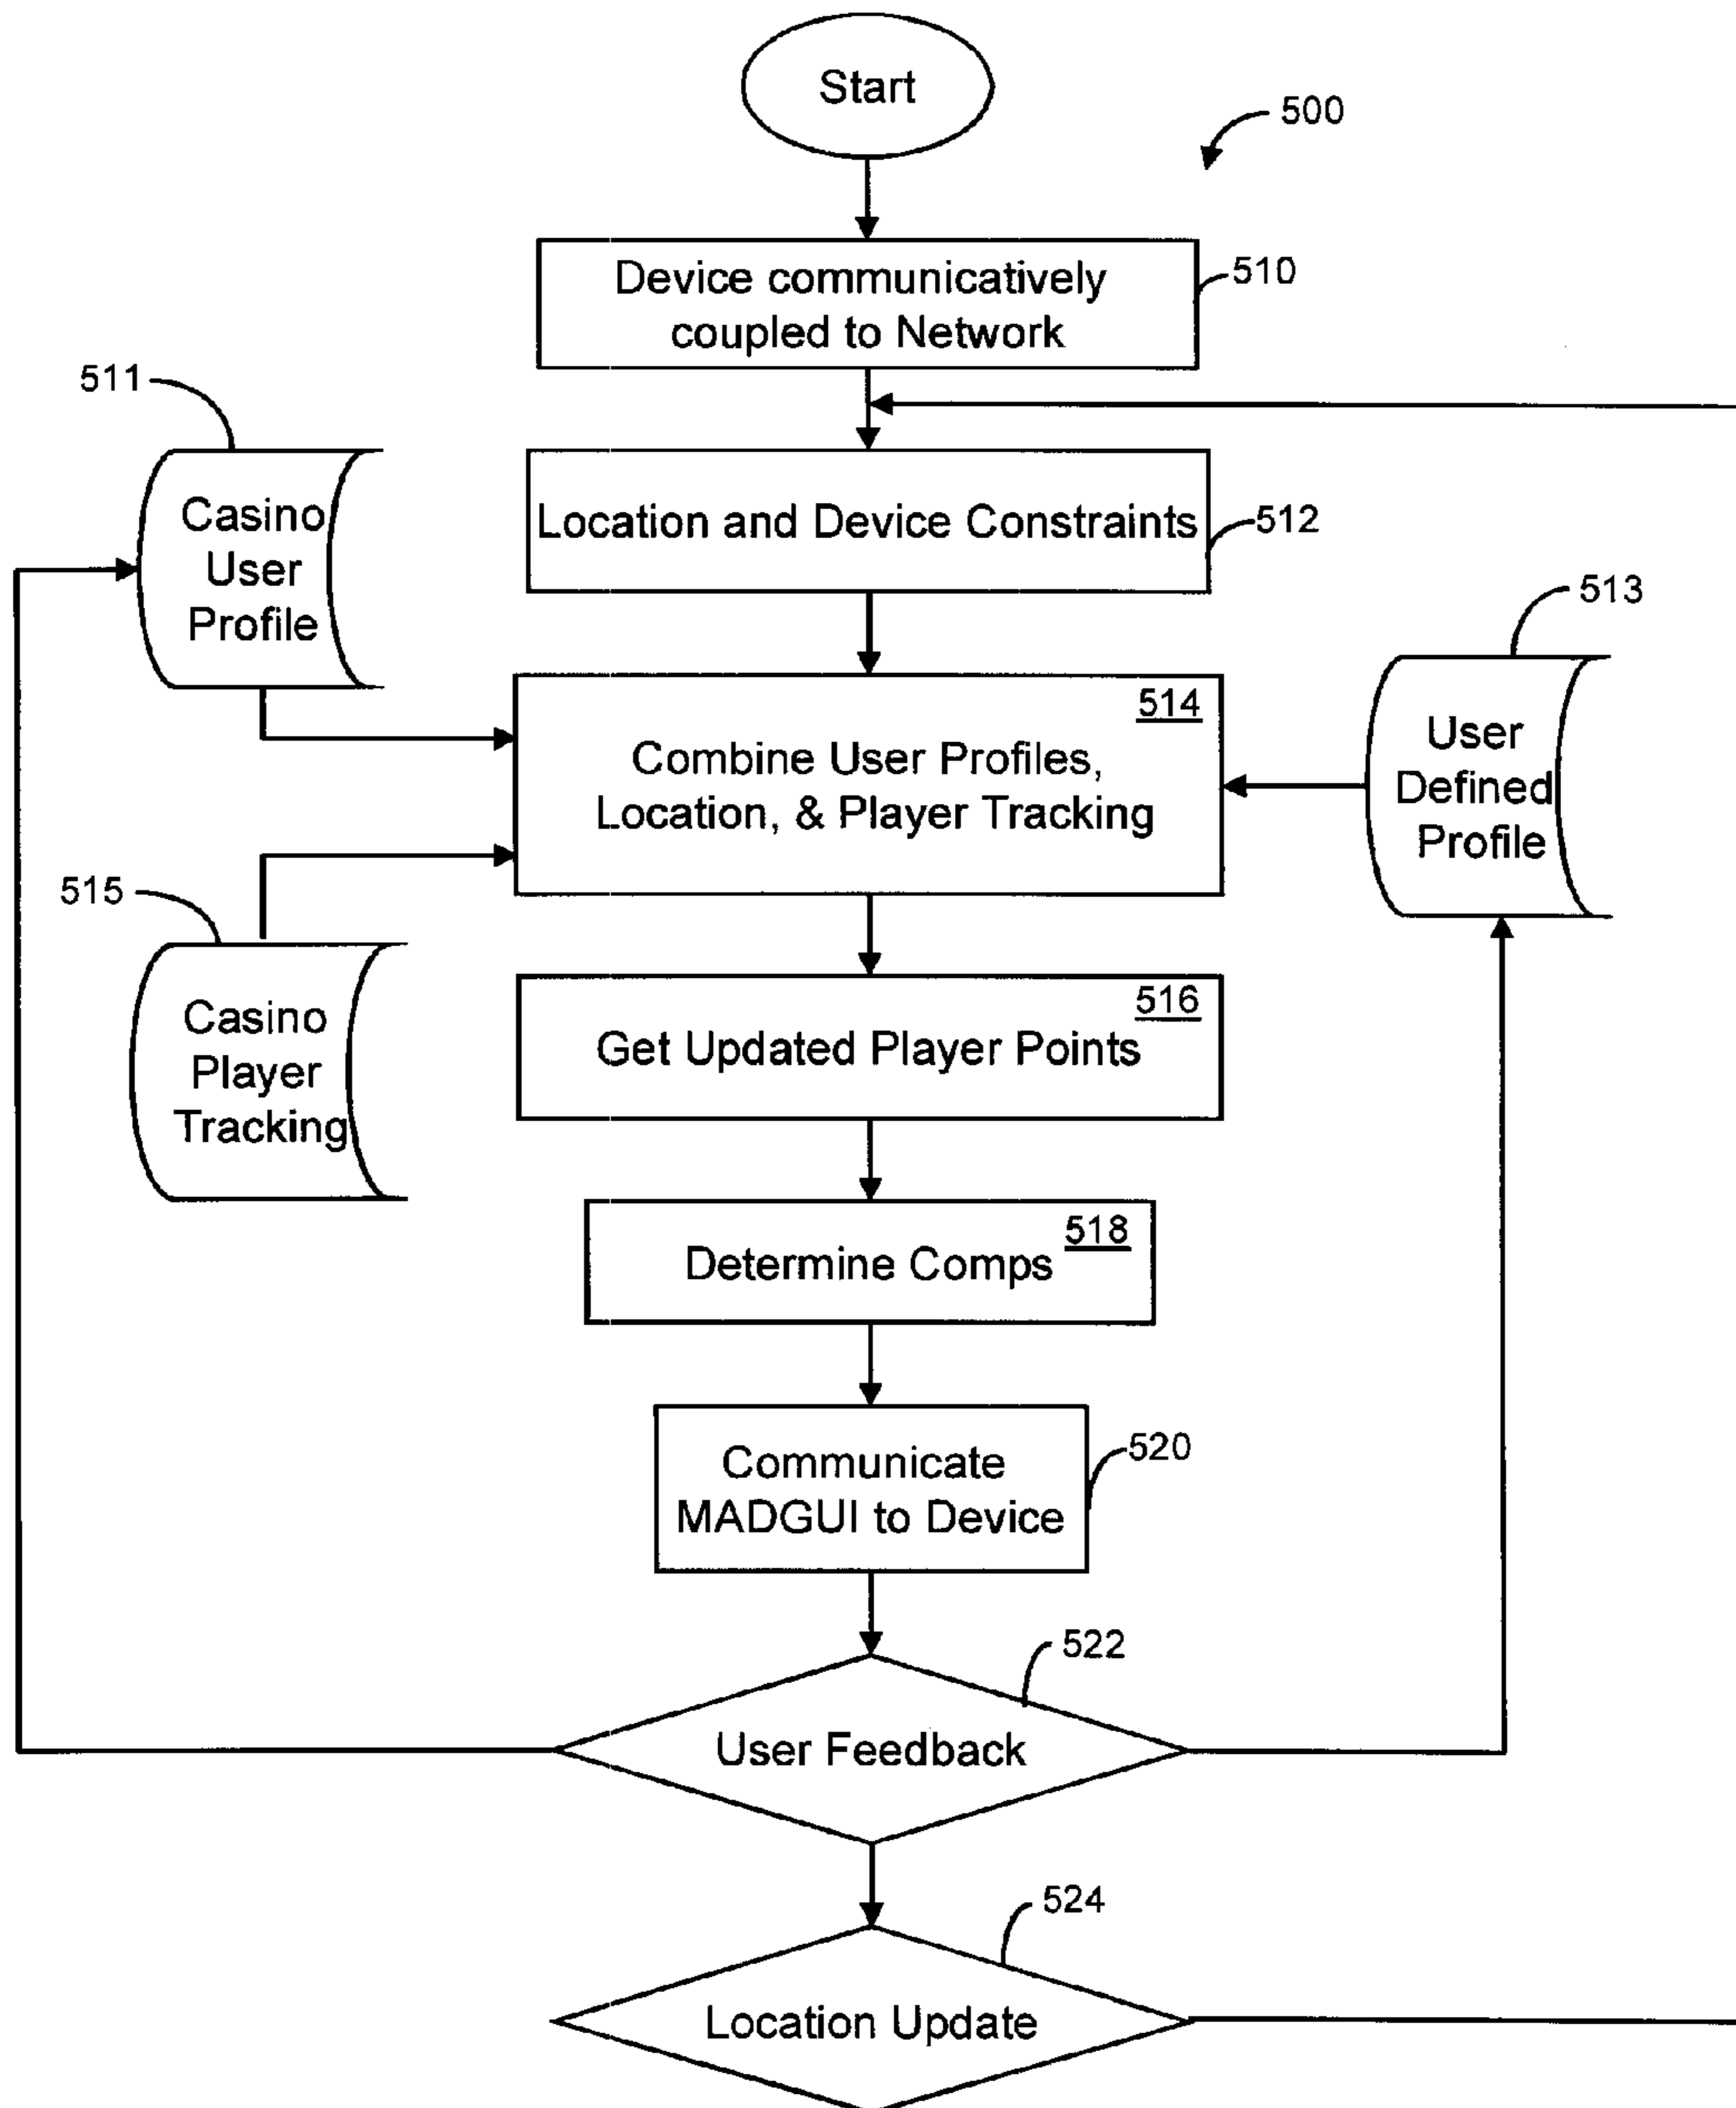 Start
500
Device communicatively
coupled to Network
510
511
Casino
User
Profile
Location and Device Constraints
512
513
User
Defined
Profile
514
Combine User Profiles,
Location, & Player Tracking
515
Casino
Player
Tracking
516
Get Updated Player Points
518
Determine Comps
Communicate
MADGUI to Device
520
522
User Feedback
524
Location Update